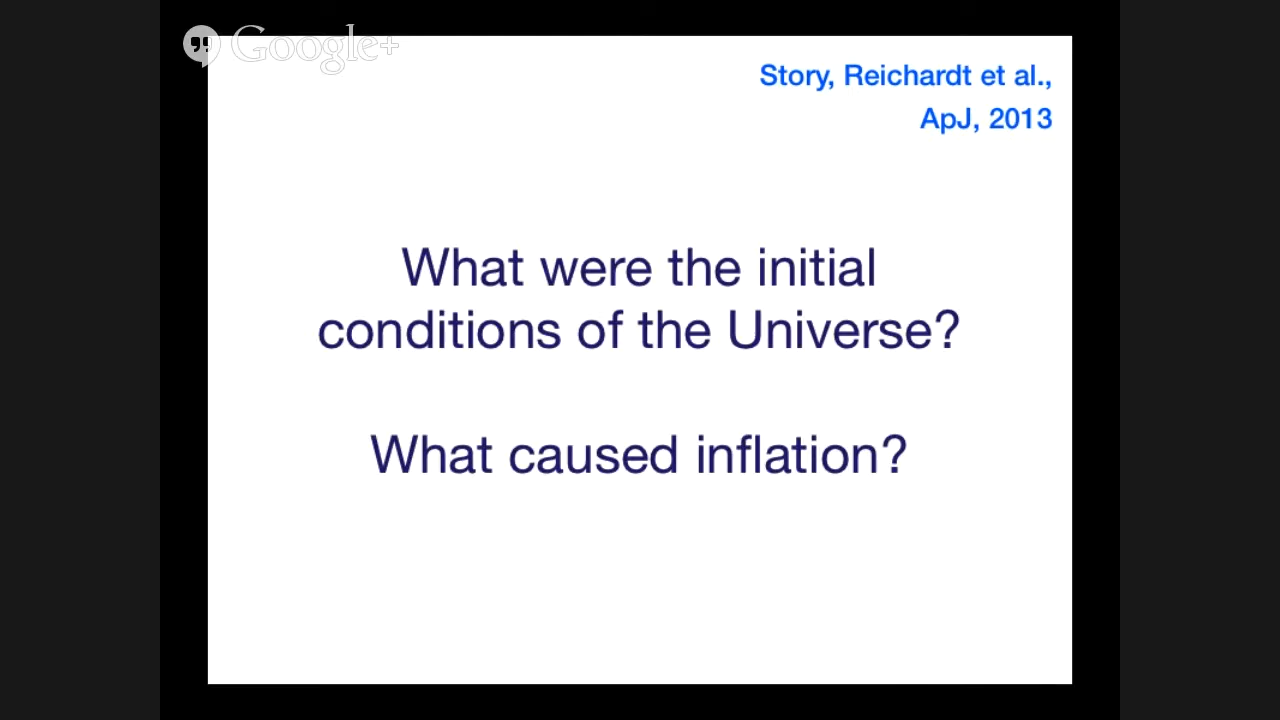 Google+
Story, Reichardt et al.,
ApJ, 2013
What were the initial
conditions of the Universe?
What caused inflation?